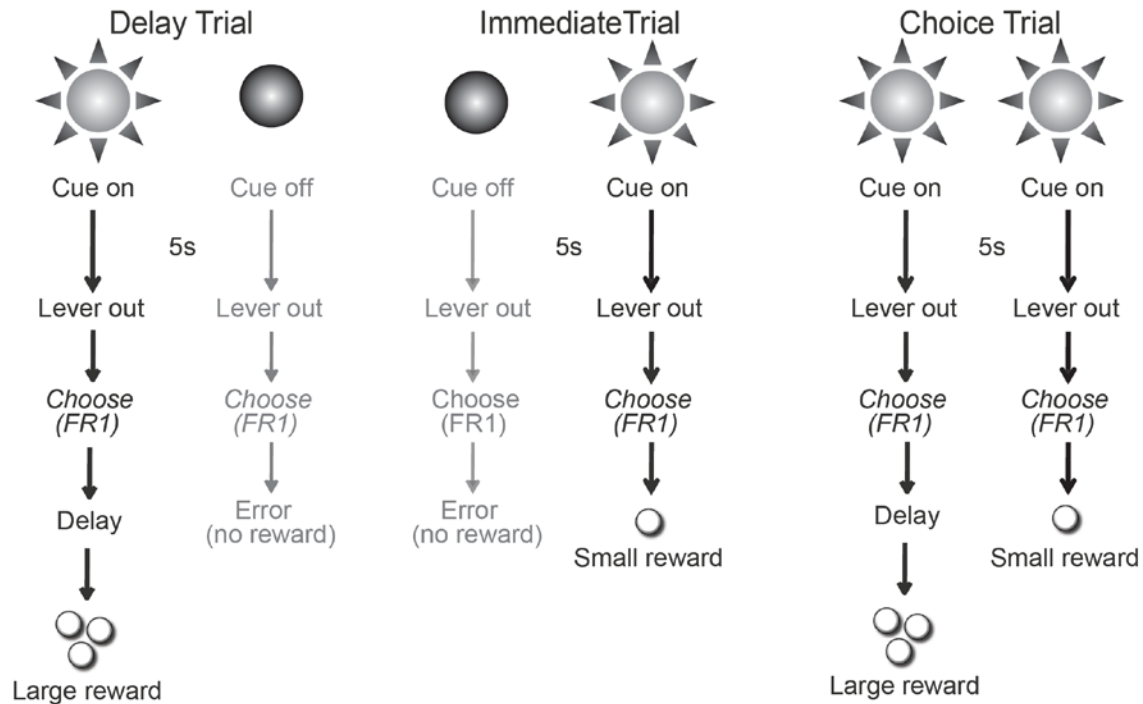 Delay Trial
ImmediateTrial
Choice Trial
Cue on
Cue off
Cue off
Cue on
Cue on
Cue on
5s
5s
5s
Lever out
Lever out
Lever out
Lever out
Lever out
Lever out
Choose
(FR1)
Choose
(FR1)
Choose
(FR1)
Choose
(FR1)
Choose
(FR1)
Choose
(FR1)
Delay
Error
(no reward)
Error
(no reward)
Small reward
Delay
Small reward
Large reward
Large reward